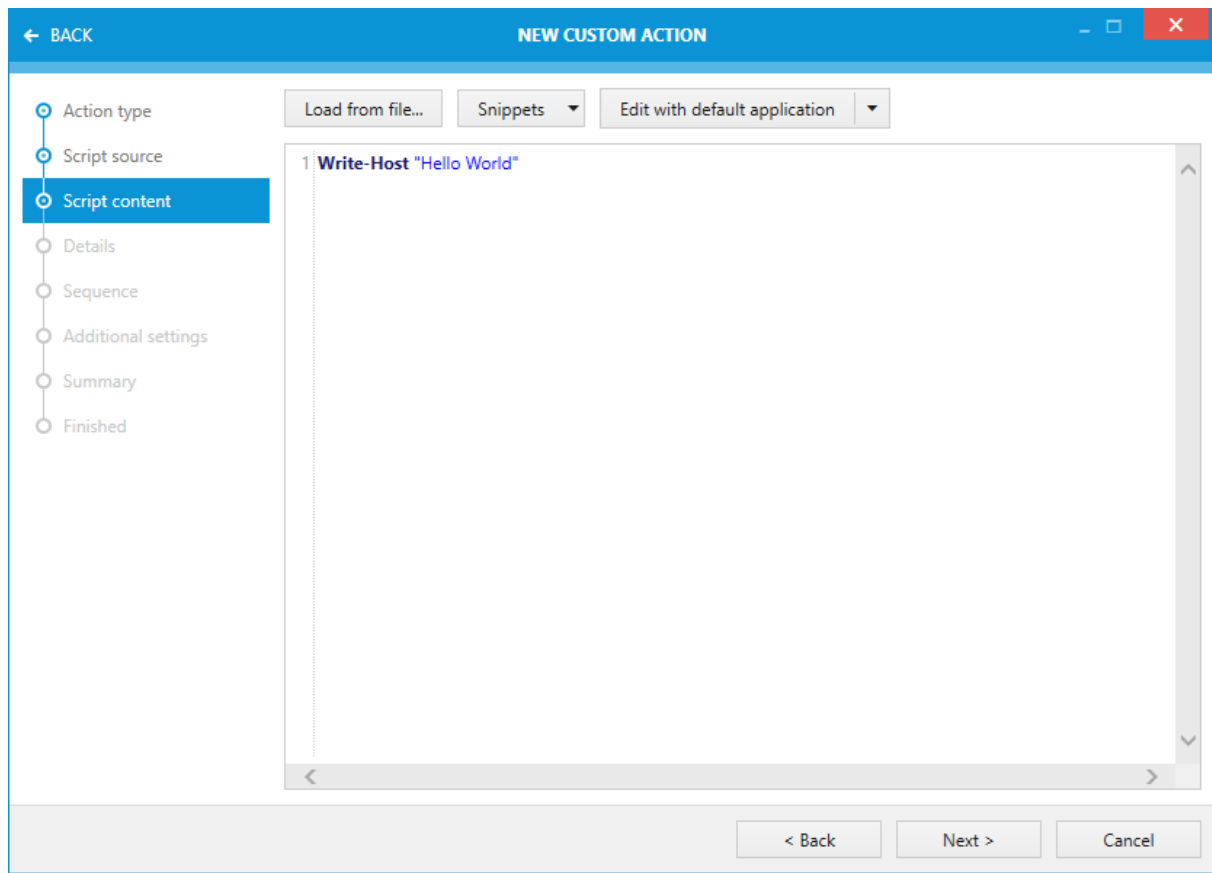 BACK
NEW CUSTOM ACTION
Action type
Script source
Script content
Details
Sequence
Additional settings
Summary
Finished
Load from file... Snippets Edit with default application
1 Write-Host "Hello World"
< Back Next > Cancel